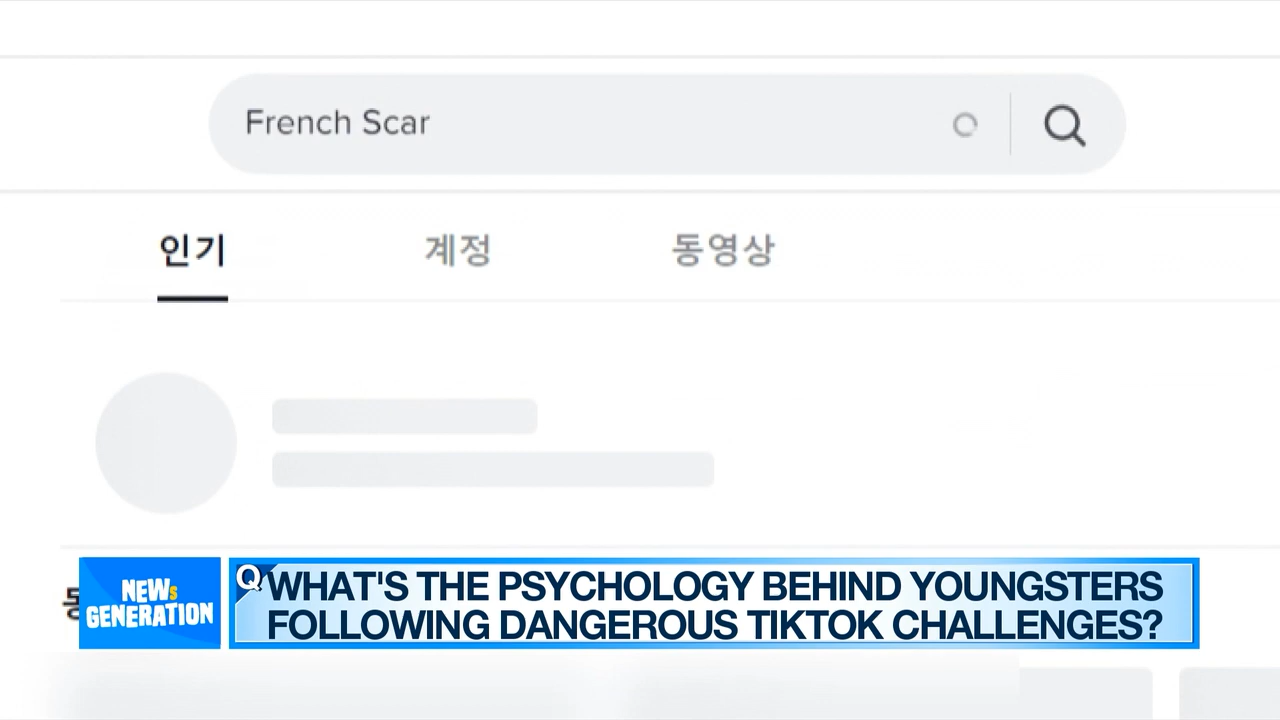 French Scar
인기 계정 동영상
NEWs
GENERATION
Q WHAT'S THE PSYCHOLOGY BEHIND YOUNGSTERS
FOLLOWING DANGEROUS TIKTOK CHALLENGES?